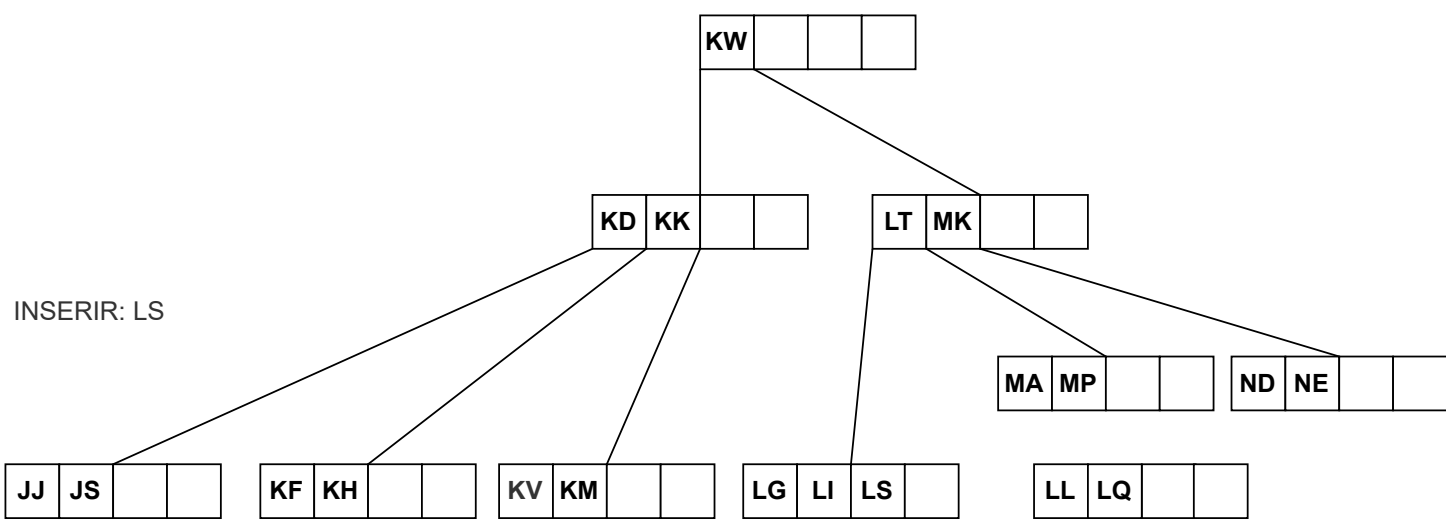 KW
KD KK LT MK
INSERIR: LS
MA MP ND NE
JJ JS KF KH KV KM LG LI LS LL LQ